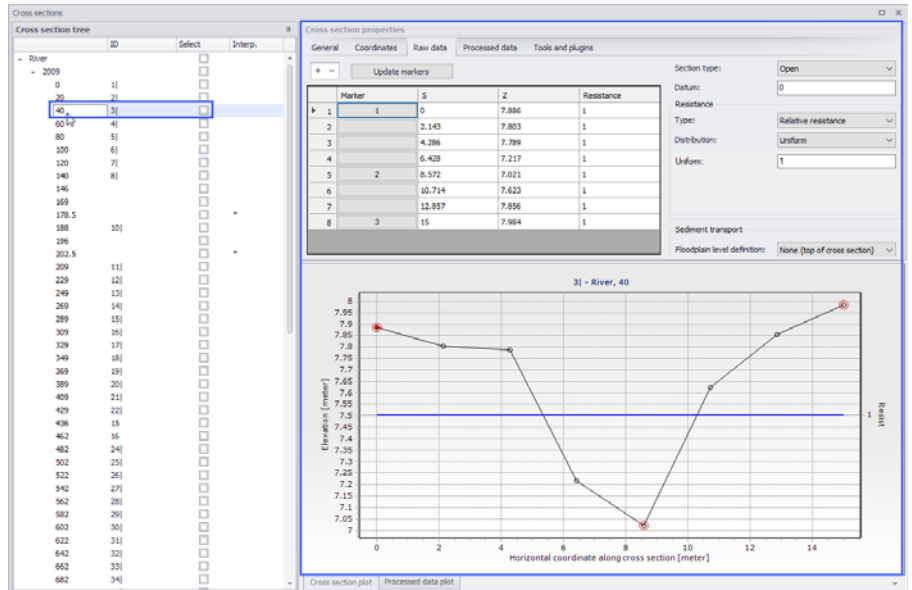 Cross sections
Cross section tree
ID Select Interp.
River
2009
0 1|
20 2|
40 3|
60 4|
80 5|
100 6|
120 7|
140 8|
146
169
178.5 *
188 10|
196
202.5 *
209 11|
229 12|
249 13|
269 14|
289 15|
309 16|
329 17|
349 18|
369 19|
389 20|
409 21|
429 22|
436 15
462 16
482 24|
502 25|
522 26|
542 27|
562 28|
582 29|
602 30|
622 31|
642 32|
662 33|
682 34|
Cross section properties
General Coordinates Raw data Processed data Tools and plugins
+ - Update markers
Marker S Z Resistance
1 1 0 7.886 1
2 2.143 7.803 1
3 4.286 7.789 1
4 6.428 7.217 1
5 2 8.572 7.021 1
6 10.714 7.623 1
7 12.857 7.856 1
8 3 15 7.984 1
Section type: Open
Datum: 0
Resistance
Type: Relative resistance
Distribution: Uniform
Uniform: 1
Sediment transport
Floodplain level definition: None (top of cross section)
3| - River, 40
Elevation [meter]
8
7.95
7.9
7.85
7.8
7.75
7.7
7.65
7.6
7.55
7.5
7.45
7.4
7.35
7.3
7.25
7.2
7.15
7.1
7.05
7
1
Resist
0 2 4 6 8 10 12 14
Horizontal coordinate along cross section [meter]
Cross section plot Processed data plot